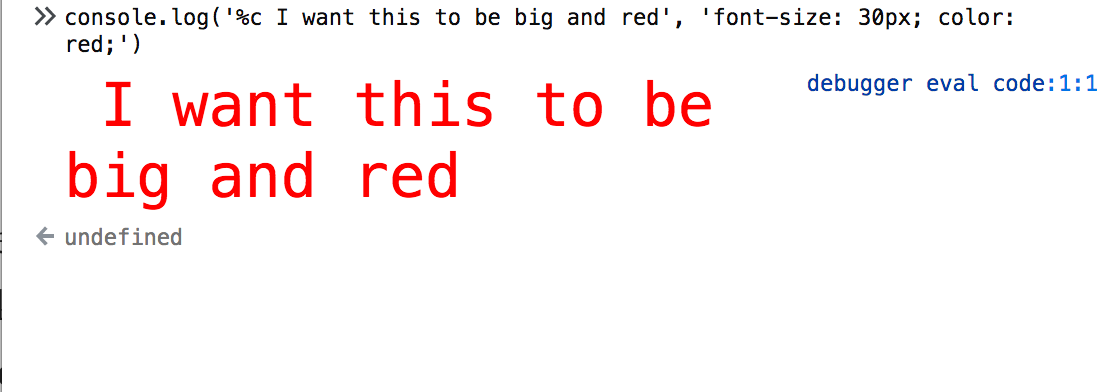 >> console.log('%c I want this to be big and red', 'font-size: 30px; color:
red;')
I want this to be
debugger eval code:1:1
big and red
← undefined